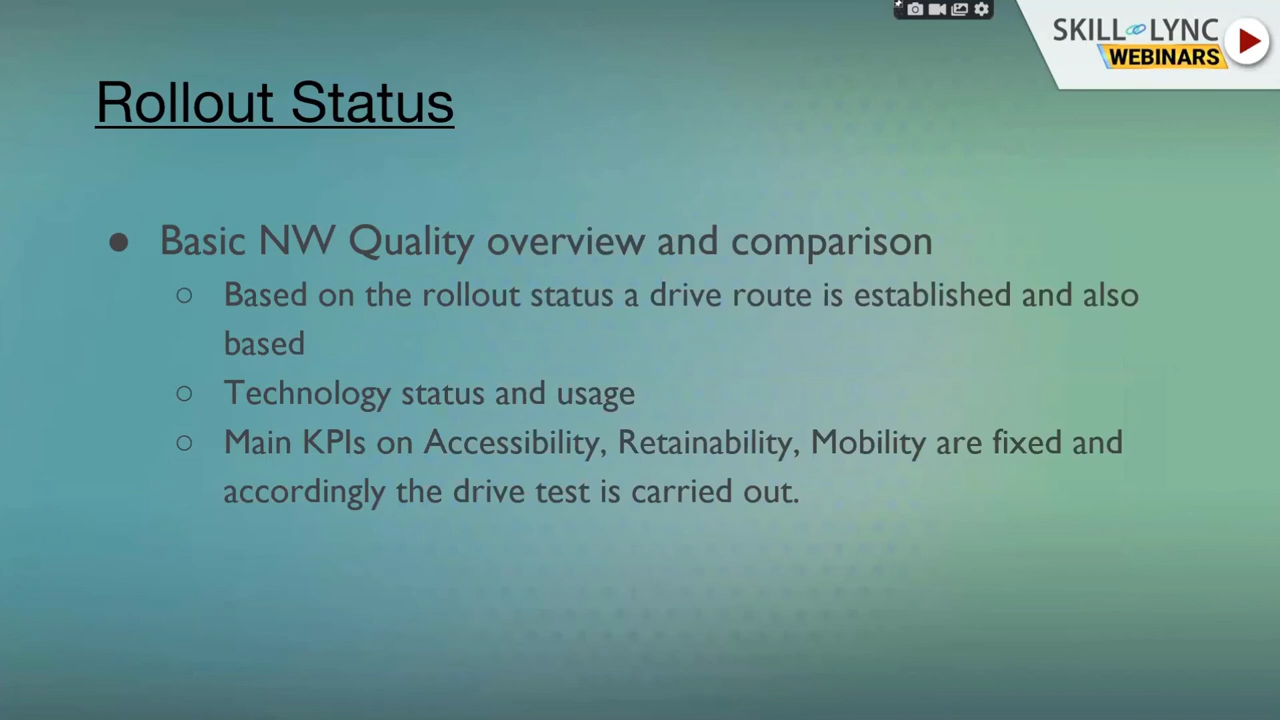 SKILL LYNC
WEBINARS
Rollout Status
● Basic NW Quality overview and comparison
○ Based on the rollout status a drive route is established and also
based
○ Technology status and usage
○ Main KPIs on Accessibility, Retainability, Mobility are fixed and
accordingly the drive test is carried out.